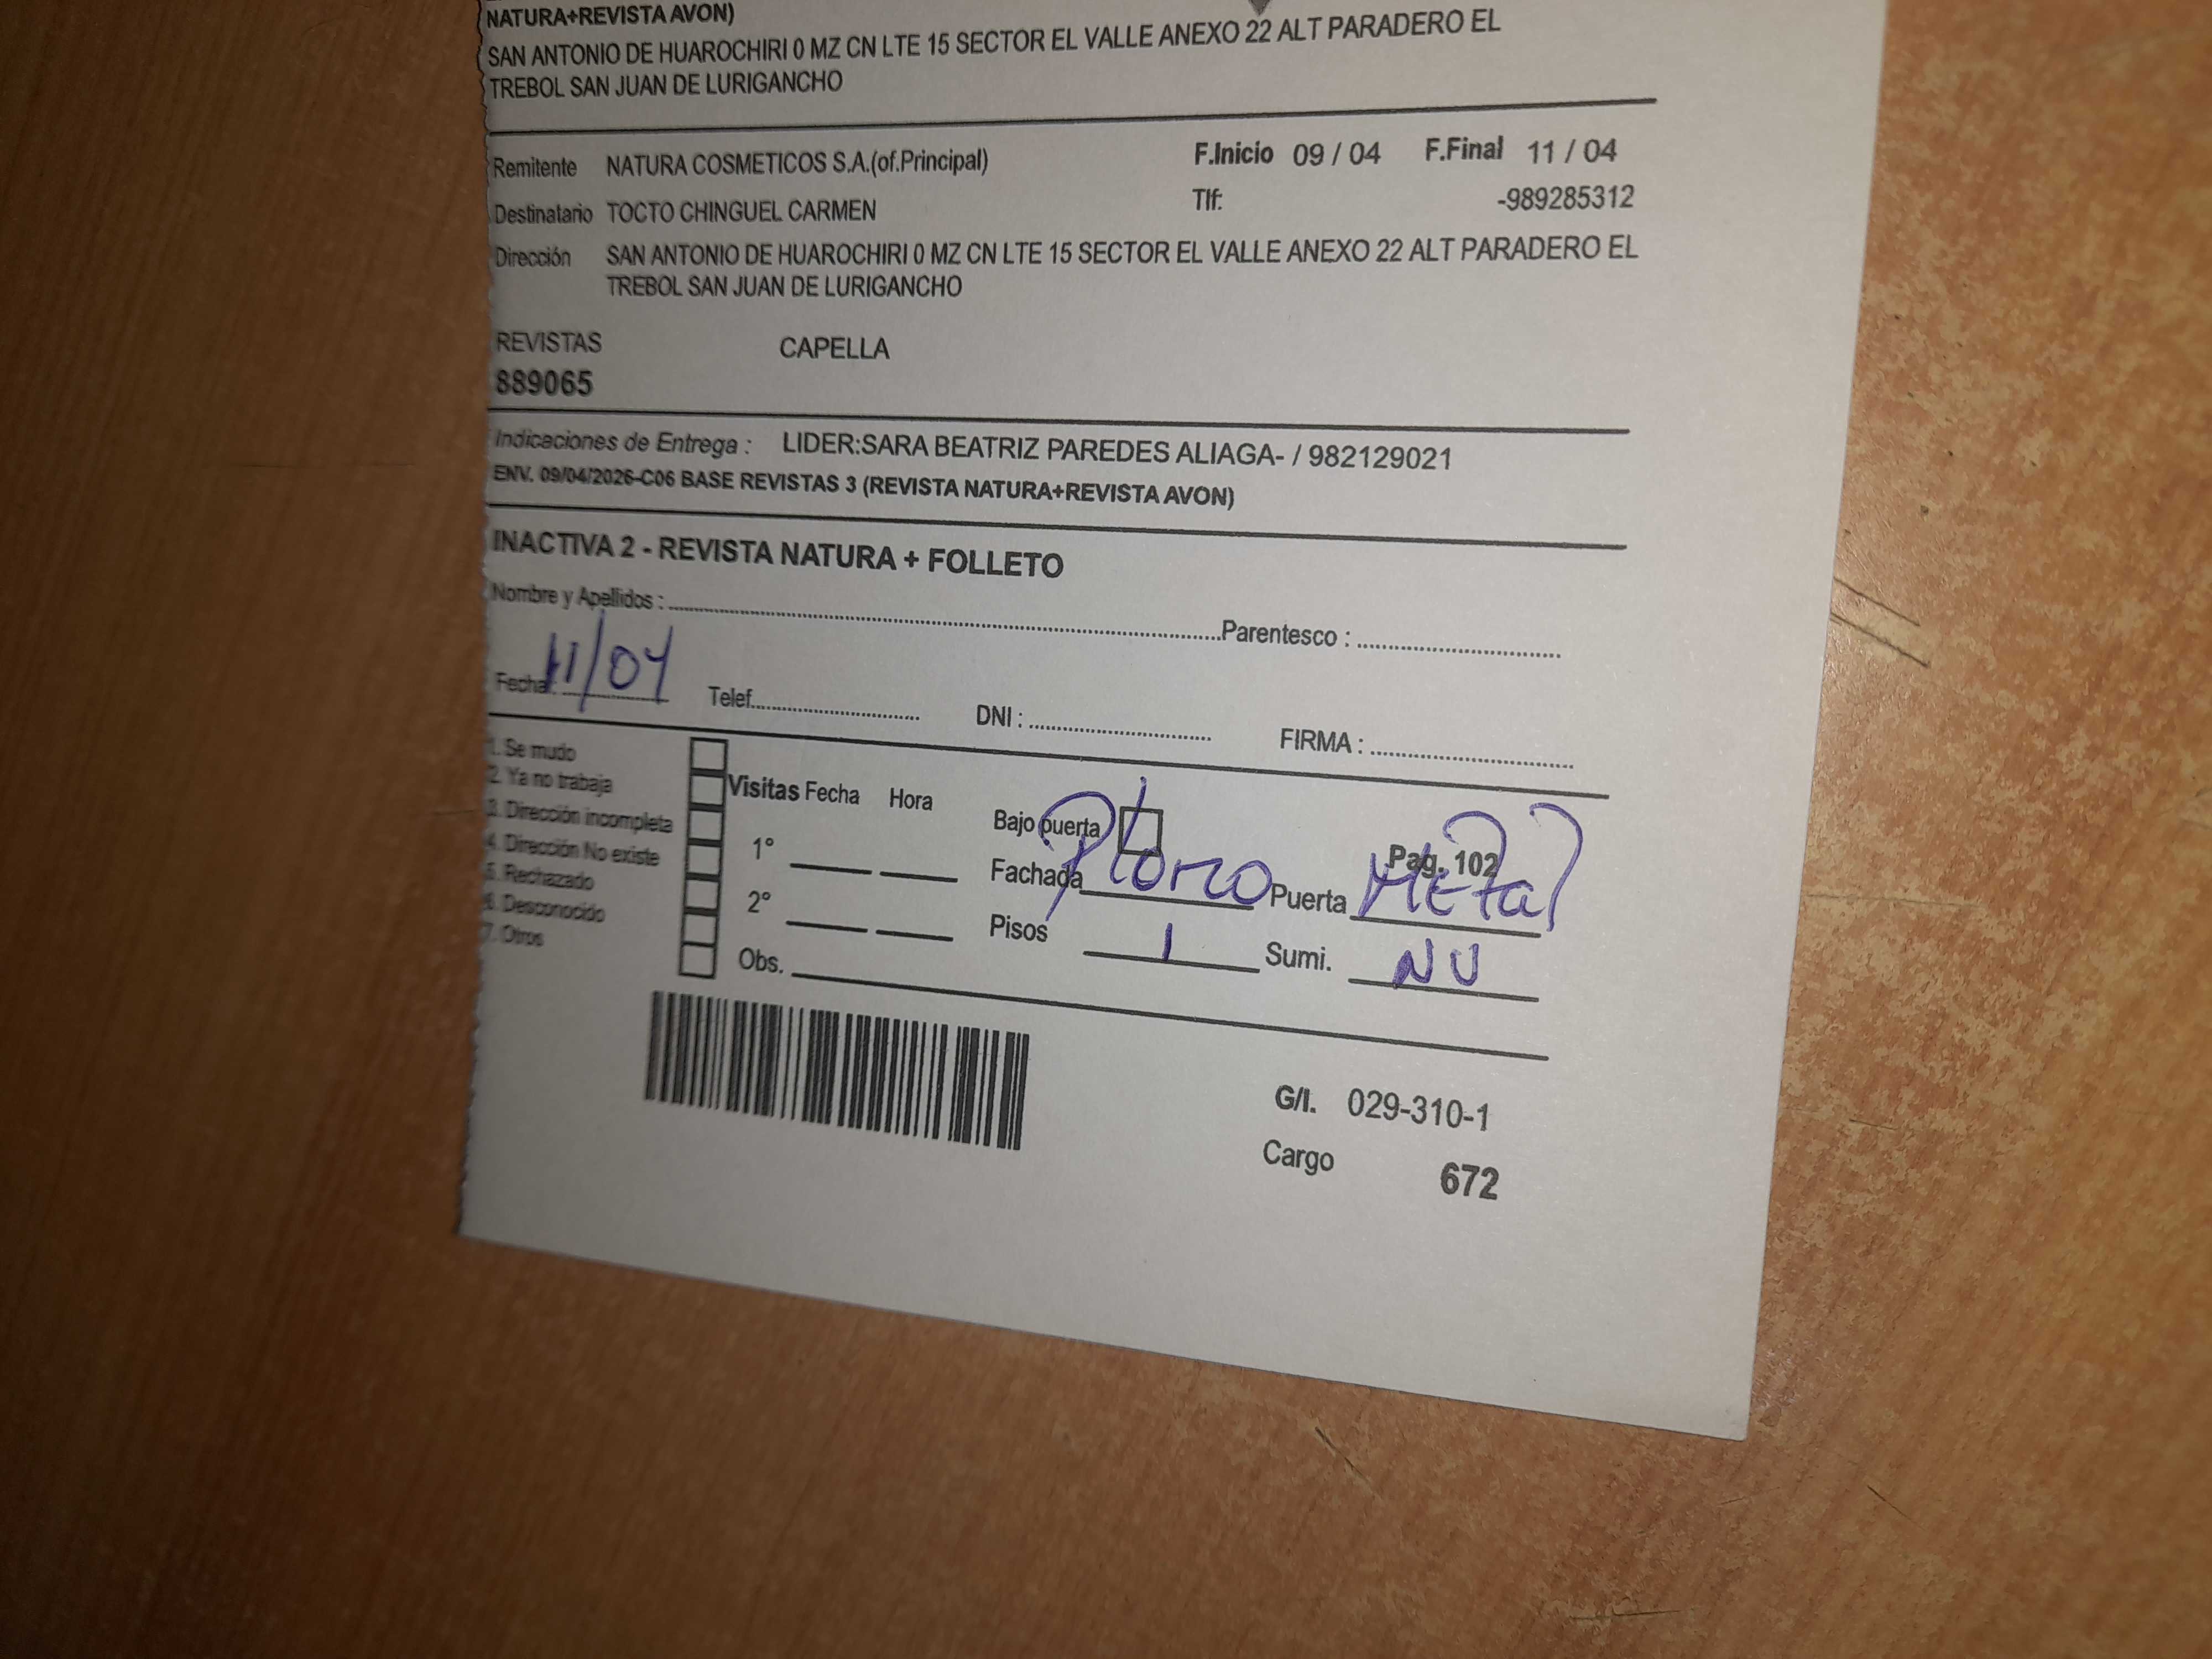 NATURA+REVISTA AVON)
SAN ANTONIO DE HUAROCHIRI 0 MZ CN LTE 15 SECTOR EL VALLE ANEXO 22 ALT PARADERO EL
TREBOL SAN JUAN DE LURIGANCHO
Remitente NATURA COSMETICOS S.A.(of.Principal) F.Inicio 09 / 04 F.Final 11 / 04
Destinatario TOCTO CHINGUEL CARMEN Tlf: -989285312
Dirección SAN ANTONIO DE HUAROCHIRI 0 MZ CN LTE 15 SECTOR EL VALLE ANEXO 22 ALT PARADERO EL
TREBOL SAN JUAN DE LURIGANCHO
REVISTAS CAPELLA
889065
Indicaciones de Entrega : LIDER:SARA BEATRIZ PAREDES ALIAGA- / 982129021
ENV. 09/04/2026-C06 BASE REVISTAS 3 (REVISTA NATURA+REVISTA AVON)
INACTIVA 2 - REVISTA NATURA + FOLLETO
Nombre y Apellidos : Parentesco :
Fecha: 11/04 Telef. DNI : FIRMA :
1. Se mudo
2. Ya no trabaja
3. Dirección incompleta
4. Dirección No existe
5. Rechazado
6. Desconocido
7. Otros
Visitas Fecha Hora
1°
2°
Obs.
Bajo puerta Pag. 102
Fachada Puerta Metal
Pisos 1 Sumi. NU
G/I. 029-310-1
Cargo 672